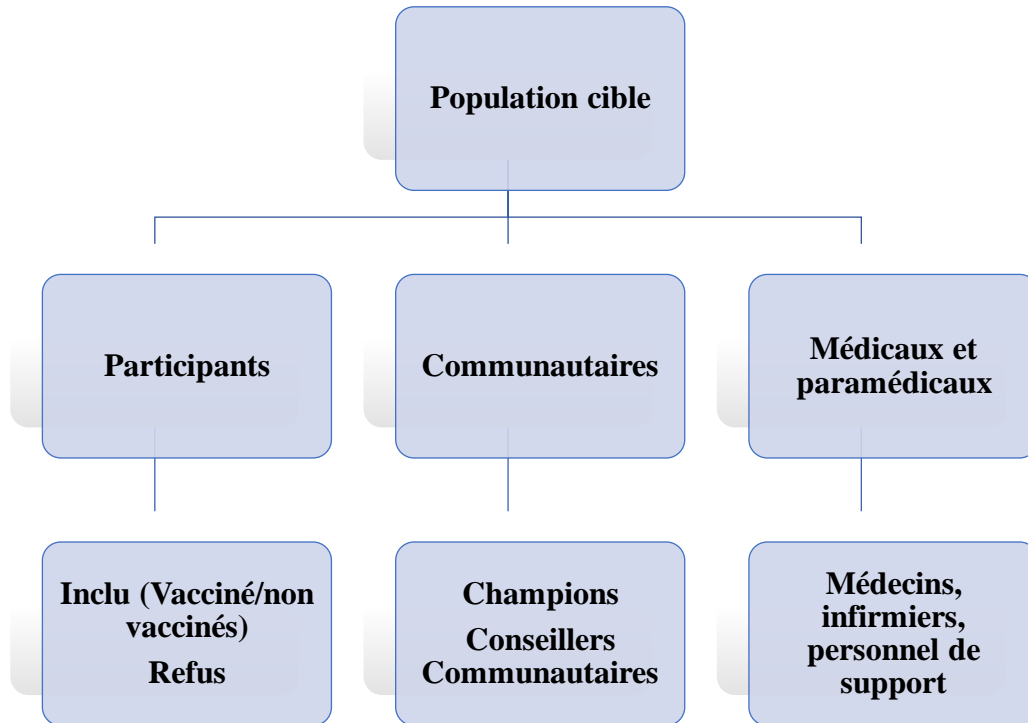 Population cible
Participants
Communautaires
Médicaux et
paramédicaux
Inclu (Vacciné/non
vaccinés)
Refus
Champions
Conseillers
Communautaires
Médecins,
infirmiers,
personnel de
support